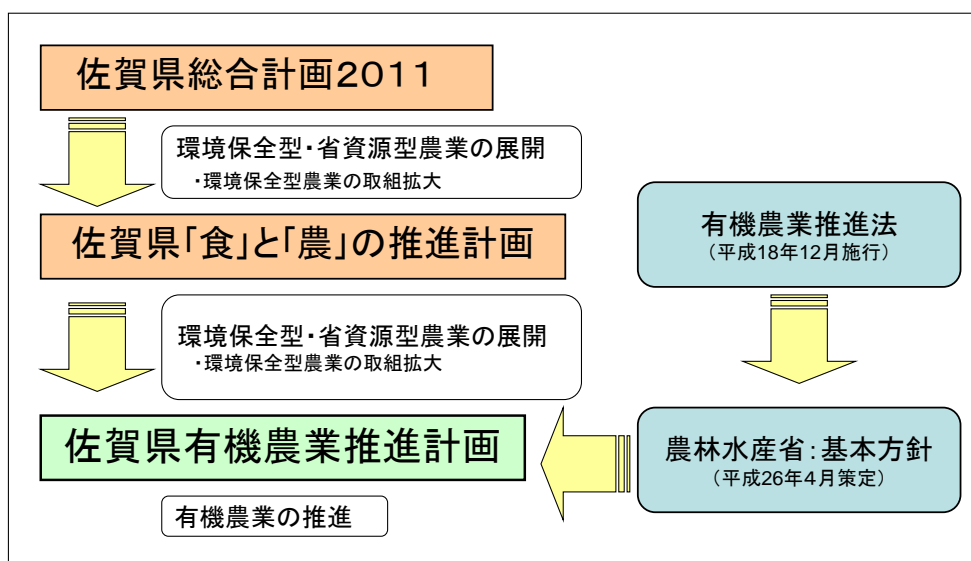 佐賀県総合計画2011
環境保全型・省資源型農業の展開
・環境保全型農業の取組拡大
佐賀県「食」と「農」の推進計画
環境保全型・省資源型農業の展開
・環境保全型農業の取組拡大
佐賀県有機農業推進計画
有機農業の推進
有機農業推進法
（平成18年12月施行）
農林水産省：基本方針
（平成26年4月策定）